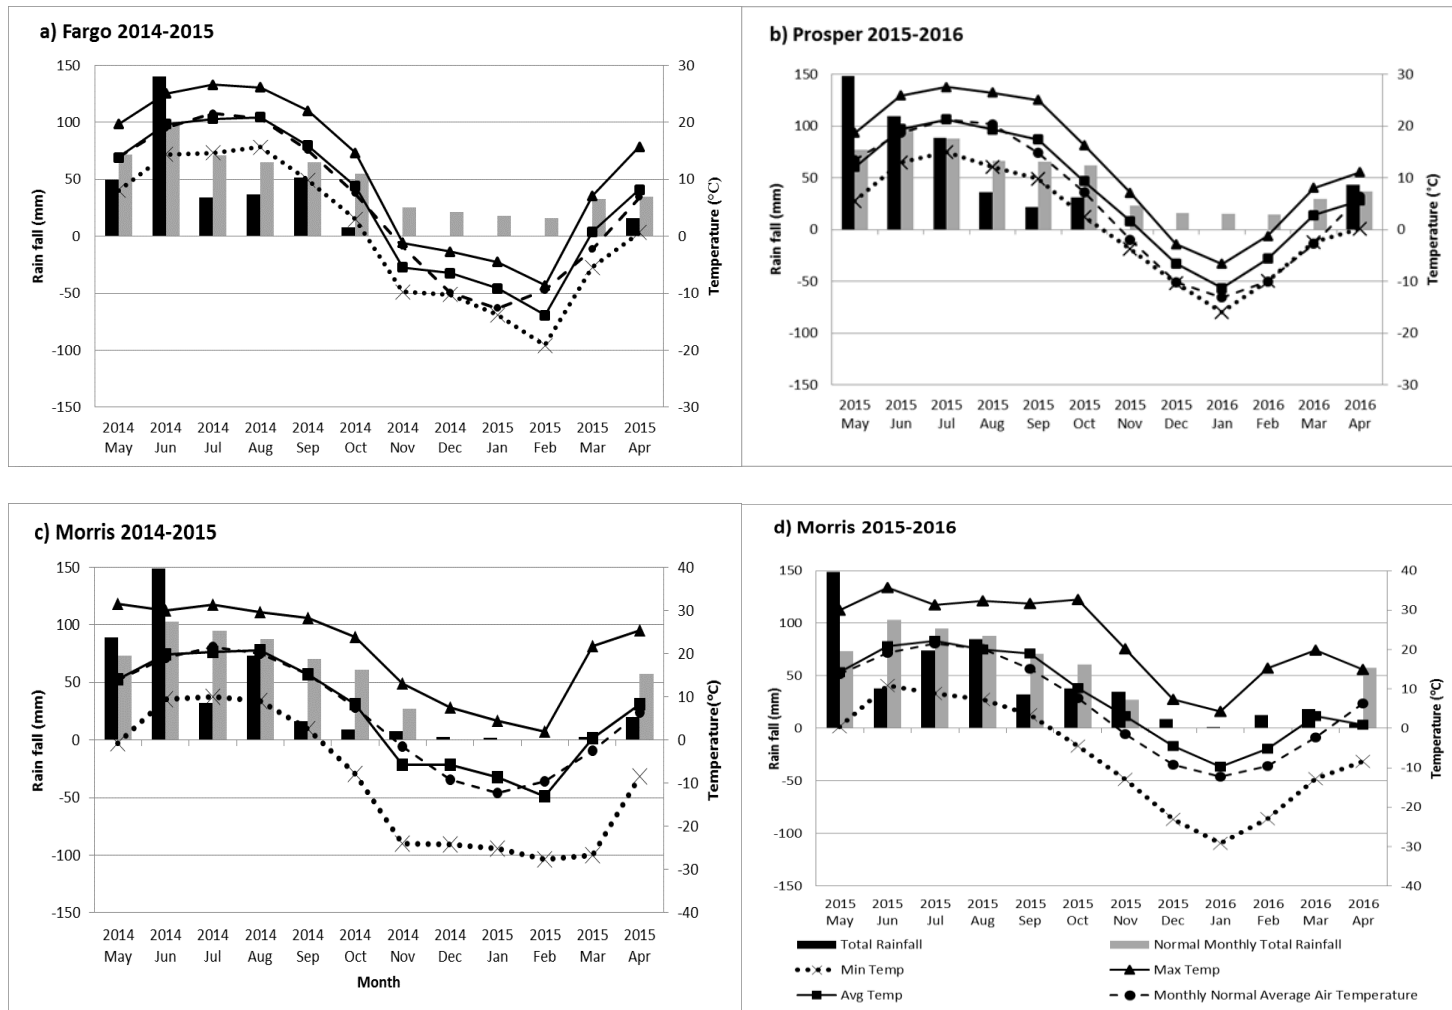 a) Fargo 2014-2015
150
100
50
0
-50
-100
-150
Rain fall (mm)
30
20
10
0
-10
-20
-30
Temperature (°C)
2014 2014 2014 2014 2014 2014 2014 2014 2015 2015 2015 2015
May Jun Jul Aug Sep Oct Nov Dec Jan Feb Mar Apr
b) Prosper 2015-2016
150
100
50
0
-50
-100
-150
Rain fall (mm)
30
20
10
0
-10
-20
-30
Temperature (°C)
2015 2015 2015 2015 2015 2015 2015 2015 2016 2016 2016 2016
May Jun Jul Aug Sep Oct Nov Dec Jan Feb Mar Apr
c) Morris 2014-2015
150
100
50
0
-50
-100
-150
Rain fall (mm)
40
30
20
10
0
-10
-20
-30
-40
Temperature(°C)
2014 2014 2014 2014 2014 2014 2014 2014 2015 2015 2015 2015
May Jun Jul Aug Sep Oct Nov Dec Jan Feb Mar Apr
Month
d) Morris 2015-2016
150
100
50
0
-50
-100
-150
Rain fall (mm)
40
30
20
10
0
-10
-20
-30
-40
Temperature (°C)
2015 2015 2015 2015 2015 2015 2015 2015 2016 2016 2016 2016
May Jun Jul Aug Sep Oct Nov Dec Jan Feb Mar Apr
Total Rainfall Normal Monthly Total Rainfall
Min Temp Max Temp
Avg Temp Monthly Normal Average Air Temperature